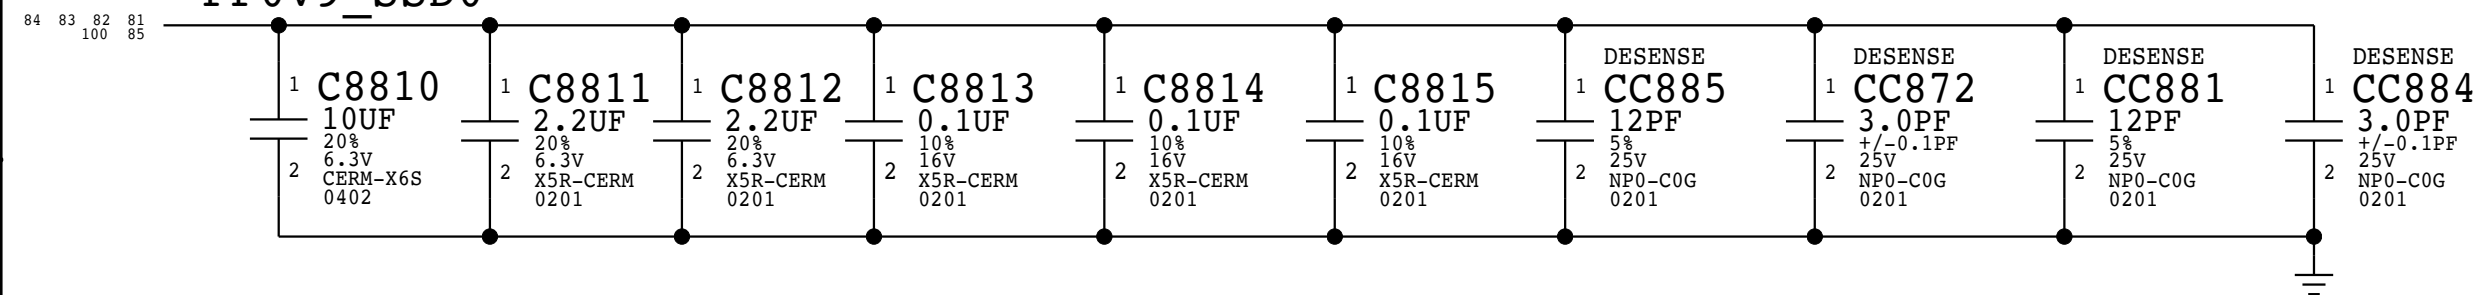 PP0V9_SSD0
84 83 82 81
100 85
1 C8810
10UF
20%
6.3V
2 CERM-X6S
0402
1 C8811
2.2UF
20%
6.3V
2 X5R-CERM
0201
1 C8812
2.2UF
20%
6.3V
2 X5R-CERM
0201
1 C8813
0.1UF
10%
16V
2 X5R-CERM
0201
1 C8814
0.1UF
10%
16V
2 X5R-CERM
0201
1 C8815
0.1UF
10%
16V
2 X5R-CERM
0201
DESENSE
1 CC885
12PF
5%
25V
2 NP0-C0G
0201
DESENSE
1 CC872
3.0PF
+/-0.1PF
25V
2 NP0-C0G
0201
DESENSE
1 CC881
12PF
5%
25V
2 NP0-C0G
0201
DESENSE
1 CC884
3.0PF
+/-0.1PF
25V
2 NP0-C0G
0201